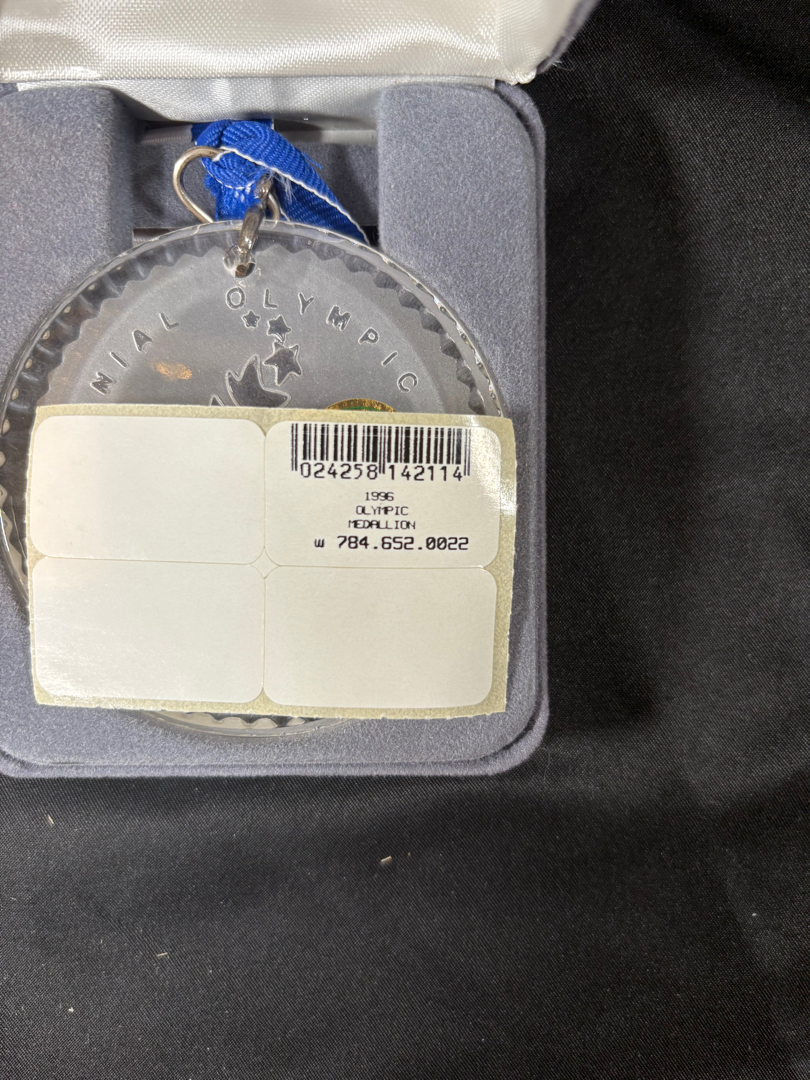 NIAL OLYMPIC
024258 142114
1996
OLYMPIC
MEDALLION
w 784.652.0022